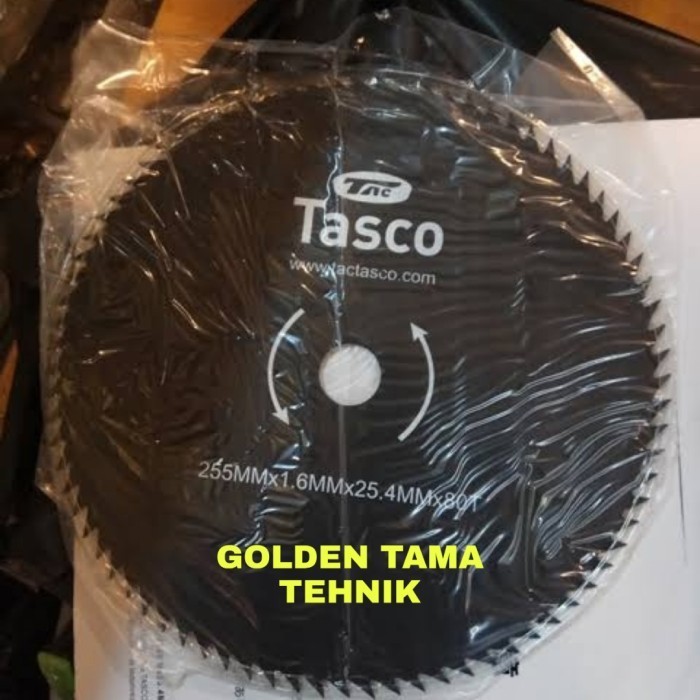 TAC
Tasco
www.tactasco.com
255MMx1.6MMx25.4MMx80T
GOLDEN TAMA
TEHNIK